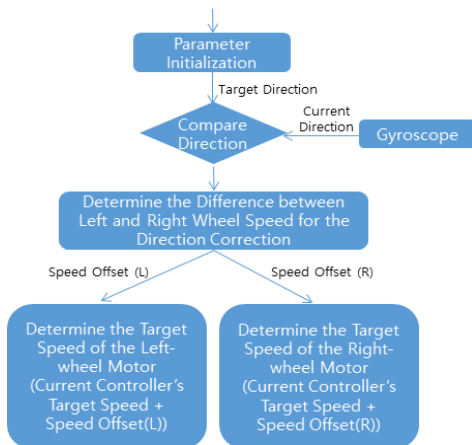 Parameter
Initialization
Target Direction
Compare
Direction
Current
Direction
Gyroscope
Determine the Difference between
Left and Right Wheel Speed for the
Direction Correction
Speed Offset (L)
Speed Offset (R)
Determine the Target
Speed of the Left-
wheel Motor
(Current Controller's
Target Speed +
Speed Offset(L))
Determine the Target
Speed of the Right-
wheel Motor
(Current Controller's
Target Speed +
Speed Offset(R))